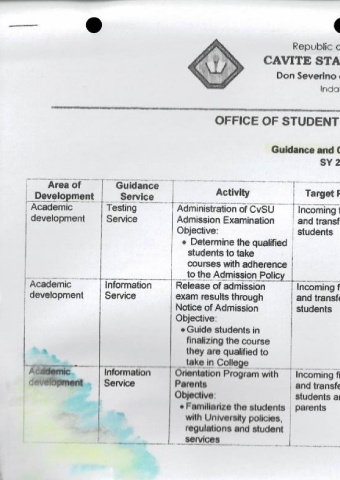 Republic
CAVITE STA
Don Severino
Inda
OFFICE OF STUDENT
Guidance and
SY 2
Area of Development Guidance Service Activity Target
Academic development Testing Service Administration of CvSU Admission Examination Incoming and transf students
Objective:
• Determine the qualified
students to take
courses with adherence
to the Admission Policy
Academic development Information Service Release of admission exam results through Notice of Admission Incoming and transf students
Objective:
• Guide students in
finalizing the course
they are qualified to
take in College
Academic development Information Service Orientation Program with Parents Incoming and transfe students parents
Objective:
• Familiarize the students
with University policies,
regulations and student
services